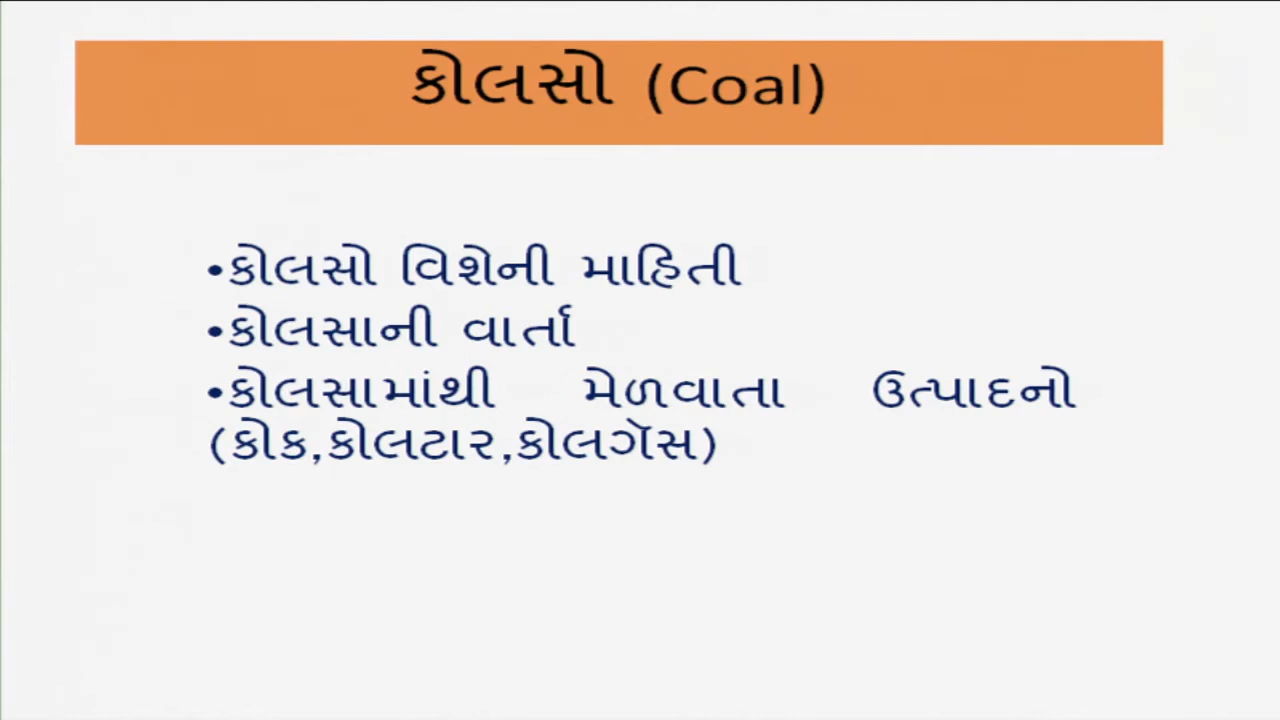 કોલસો (Coal)
•કોલસો વિશેની માહિતી
•કોલસાની વાર્તા
•કોલસામાંથી મેળવાતા ઉત્પાદનો
(કોક,કોલટાર,કોલગૅસ)